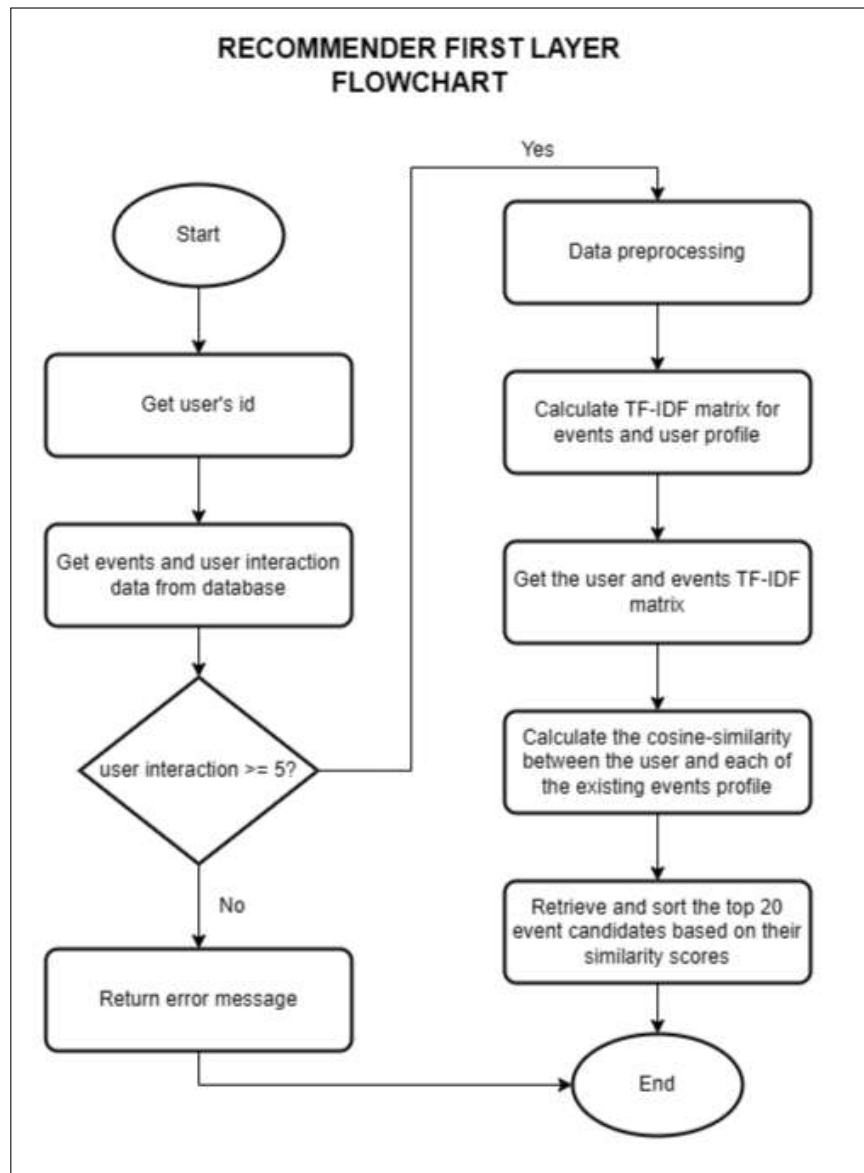 RECOMMENDER FIRST LAYER
FLOWCHART
Start
Get user's id
Get events and user interaction
data from database
user interaction >= 5?
No
Return error message
Yes
Data preprocessing
Calculate TF-IDF matrix for
events and user profile
Get the user and events TF-IDF
matrix
Calculate the cosine-similarity
between the user and each of
the existing events profile
Retrieve and sort the top 20
event candidates based on their
similarity scores
End